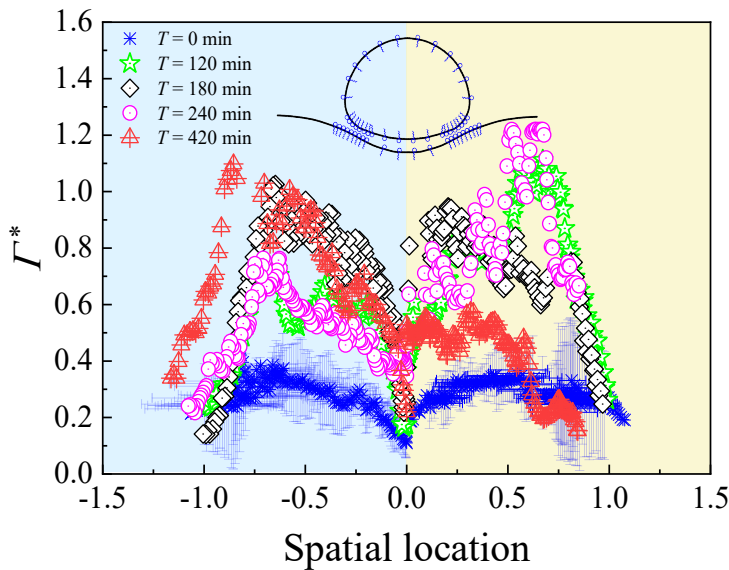 T = 0 min
T = 120 min
T = 180 min
T = 240 min
T = 420 min
Γ*
1.6
1.4
1.2
1.0
0.8
0.6
0.4
0.2
0.0
-1.5 -1.0 -0.5 0.0 0.5 1.0 1.5
Spatial location